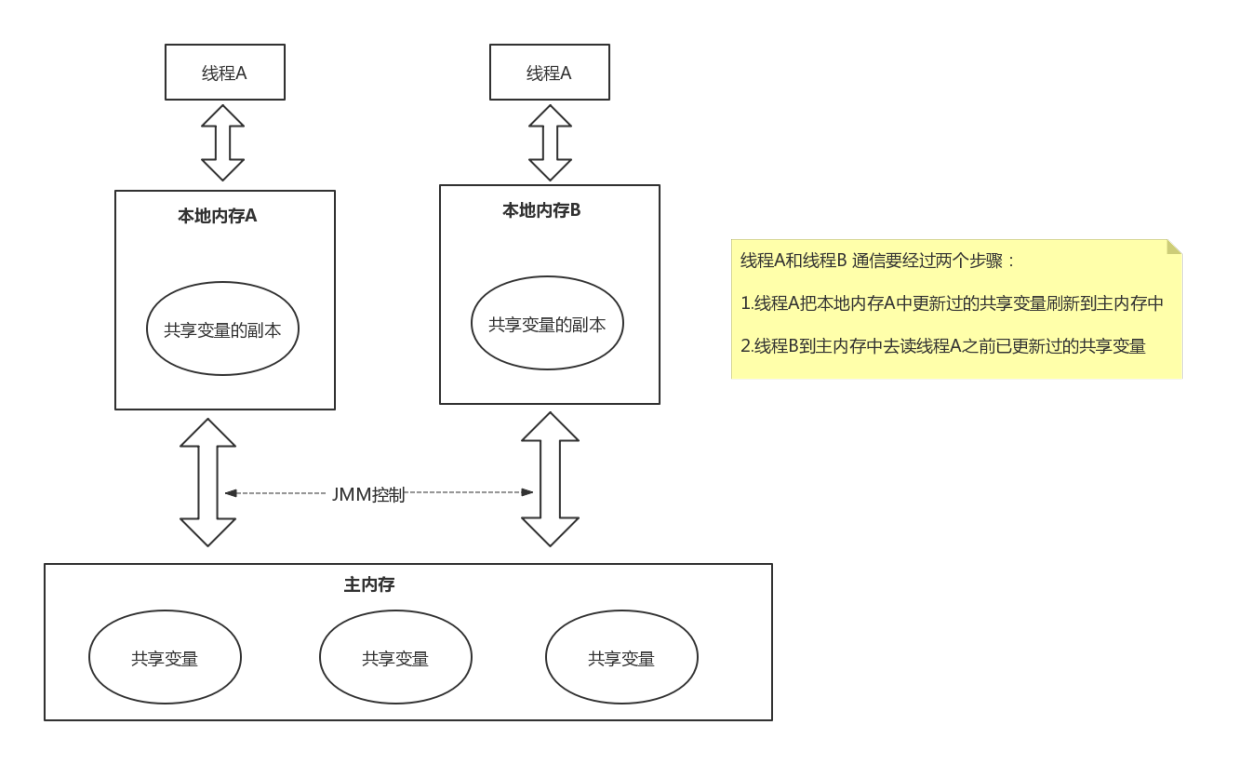 线程A
线程A
本地内存A
本地内存B
共享变量的副本
共享变量的副本
线程A和线程B 通信要经过两个步骤：
1.线程A把本地内存A中更新过的共享变量刷新到主内存中
2.线程B到主内存中去读线程A之前已更新过的共享变量
JMM控制
主内存
共享变量
共享变量
共享变量